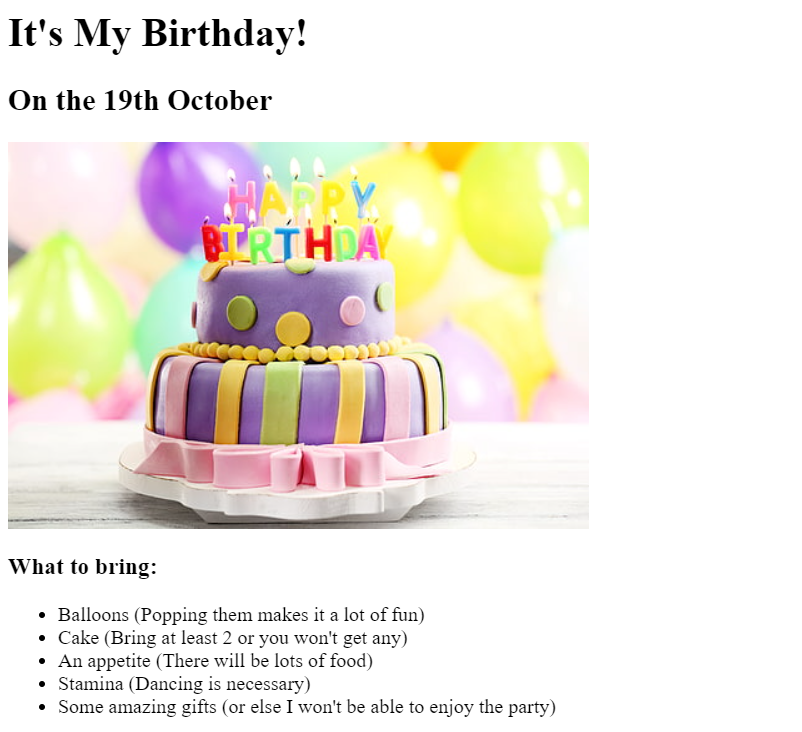 It's My Birthday!
On the 19th October
HAPPY
BIRTHDAY
What to bring:
Balloons (Popping them makes it a lot of fun)
Cake (Bring at least 2 or you won't get any)
An appetite (There will be lots of food)
Stamina (Dancing is necessary)
Some amazing gifts (or else I won't be able to enjoy the party)